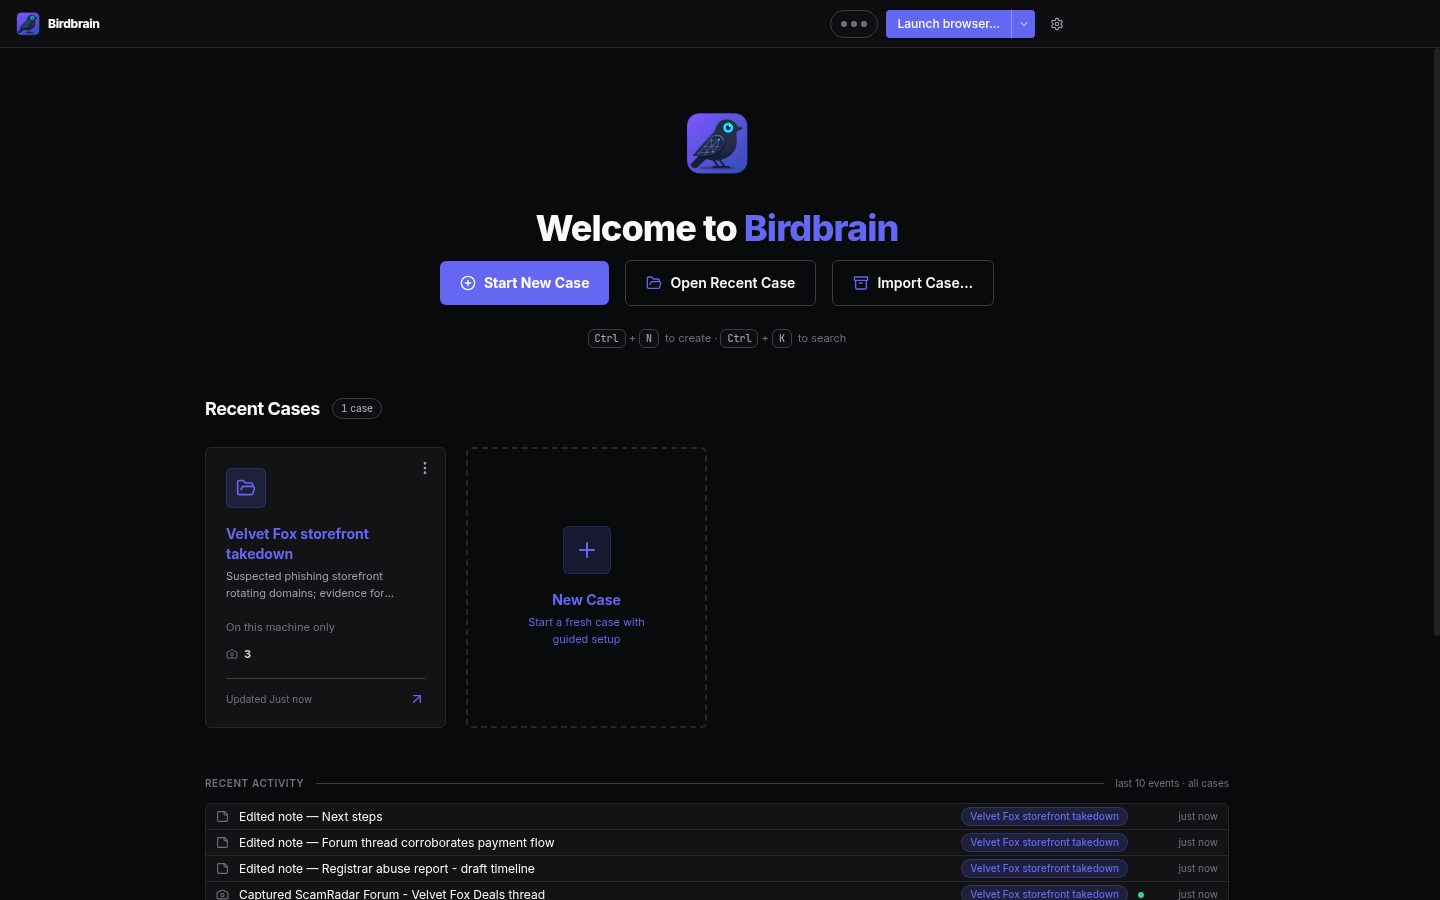 Birdbrain
Launch browser...
Welcome to Birdbrain
Start New Case
Open Recent Case
Import Case...
Ctrl + N to create · Ctrl + K to search
Recent Cases
1 case
Velvet Fox storefront
takedown
Suspected phishing storefront
rotating domains; evidence for...
On this machine only
3
Updated Just now
New Case
Start a fresh case with
guided setup
RECENT ACTIVITY
last 10 events · all cases
Edited note — Next steps Velvet Fox storefront takedown just now
Edited note — Forum thread corroborates payment flow Velvet Fox storefront takedown just now
Edited note — Registrar abuse report - draft timeline Velvet Fox storefront takedown just now
Captured ScamRadar Forum - Velvet Fox Deals thread Velvet Fox storefront takedown just now